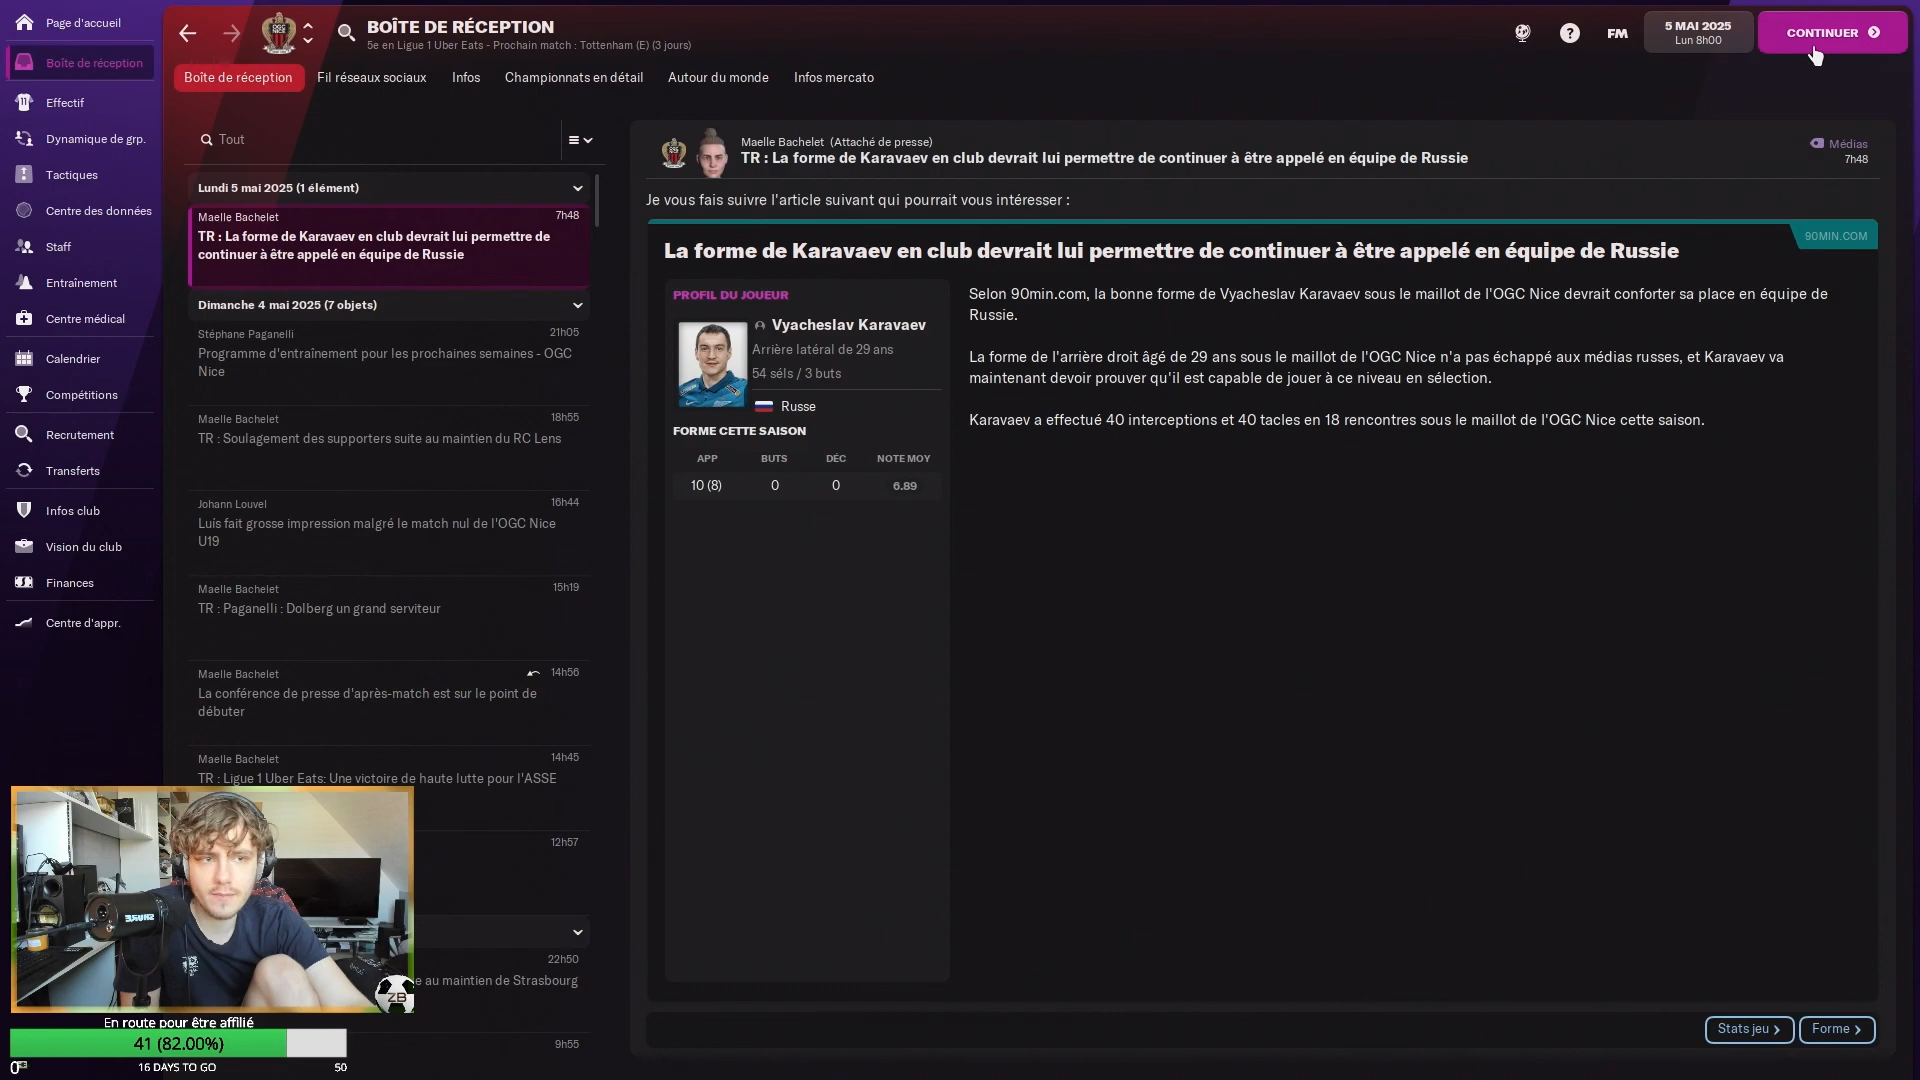 Page d'accueil
Boîte de réception
Effectif
Dynamique de grp.
Tactiques
Centre des données
Staff
Entraînement
Centre médical
Calendrier
Compétitions
Recrutement
Transferts
Infos club
Vision du club
Finances
Centre d'appr.
BOÎTE DE RÉCEPTION
5e en Ligue 1 Uber Eats - Prochain match : Tottenham (E) (3 jours)
FM
5 MAI 2025
Lun 8h00
CONTINUER
Boîte de réception
Fil réseaux sociaux
Infos
Championnats en détail
Autour du monde
Infos mercato
Tout
Lundi 5 mai 2025 (1 élément)
Maelle Bachelet 7h48
TR : La forme de Karavaev en club devrait lui permettre de
continuer à être appelé en équipe de Russie
Dimanche 4 mai 2025 (7 objets)
Stéphane Paganelli 21h05
Programme d'entraînement pour les prochaines semaines - OGC
Nice
Maelle Bachelet 18h55
TR : Soulagement des supporters suite au maintien du RC Lens
Johann Louvel 16h44
Luís fait grosse impression malgré le match nul de l'OGC Nice
U19
Maelle Bachelet 15h19
TR : Paganelli : Dolberg un grand serviteur
Maelle Bachelet 14h56
La conférence de presse d'après-match est sur le point de
débuter
Maelle Bachelet 14h45
TR : Ligue 1 Uber Eats: Une victoire de haute lutte pour l'ASSE
12h57
22h50
e au maintien de Strasbourg
9h55
Maelle Bachelet (Attaché de presse)
TR : La forme de Karavaev en club devrait lui permettre de continuer à être appelé en équipe de Russie
Médias
7h48
Je vous fais suivre l'article suivant qui pourrait vous intéresser :
90MIN.COM
La forme de Karavaev en club devrait lui permettre de continuer à être appelé en équipe de Russie
PROFIL DU JOUEUR
Vyacheslav Karavaev
Arrière latéral de 29 ans
54 séls / 3 buts
Russe
FORME CETTE SAISON
APP BUTS DÉC NOTE MOY
10 (8) 0 0 6.89
Selon 90min.com, la bonne forme de Vyacheslav Karavaev sous le maillot de l'OGC Nice devrait conforter sa place en équipe de
Russie.
La forme de l'arrière droit âgé de 29 ans sous le maillot de l'OGC Nice n'a pas échappé aux médias russes, et Karavaev va
maintenant devoir prouver qu'il est capable de jouer à ce niveau en sélection.
Karavaev a effectué 40 interceptions et 40 tacles en 18 rencontres sous le maillot de l'OGC Nice cette saison.
Stats jeu
Forme
ZB
En route pour être affilié
41 (82.00%)
0
16 DAYS TO GO
50